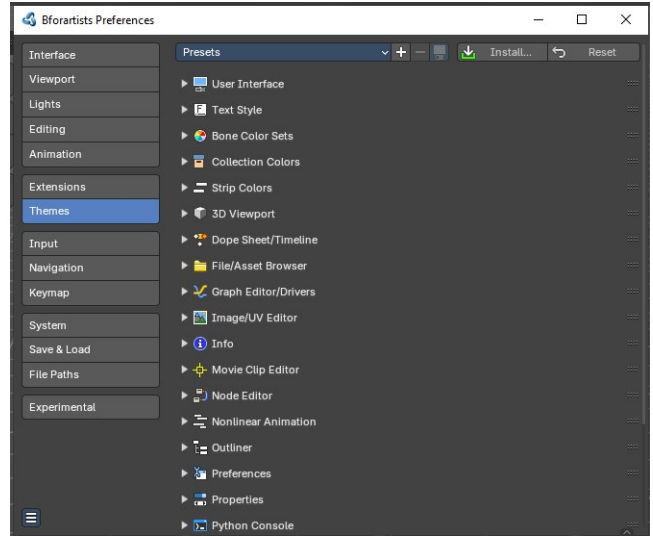 Bforartists Preferences
Interface
Viewport
Lights
Editing
Animation
Extensions
Themes
Input
Navigation
Keymap
System
Save & Load
File Paths
Experimental
Presets
Install...
Reset
User Interface
Text Style
Bone Color Sets
Collection Colors
Strip Colors
3D Viewport
Dope Sheet/Timeline
File/Asset Browser
Graph Editor/Drivers
Image/UV Editor
Info
Movie Clip Editor
Node Editor
Nonlinear Animation
Outliner
Preferences
Properties
Python Console